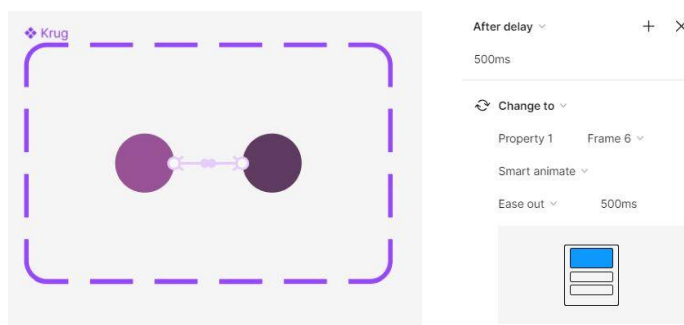 Krug
After delay
500ms
Change to
Property 1 Frame 6
Smart animate
Ease out 500ms